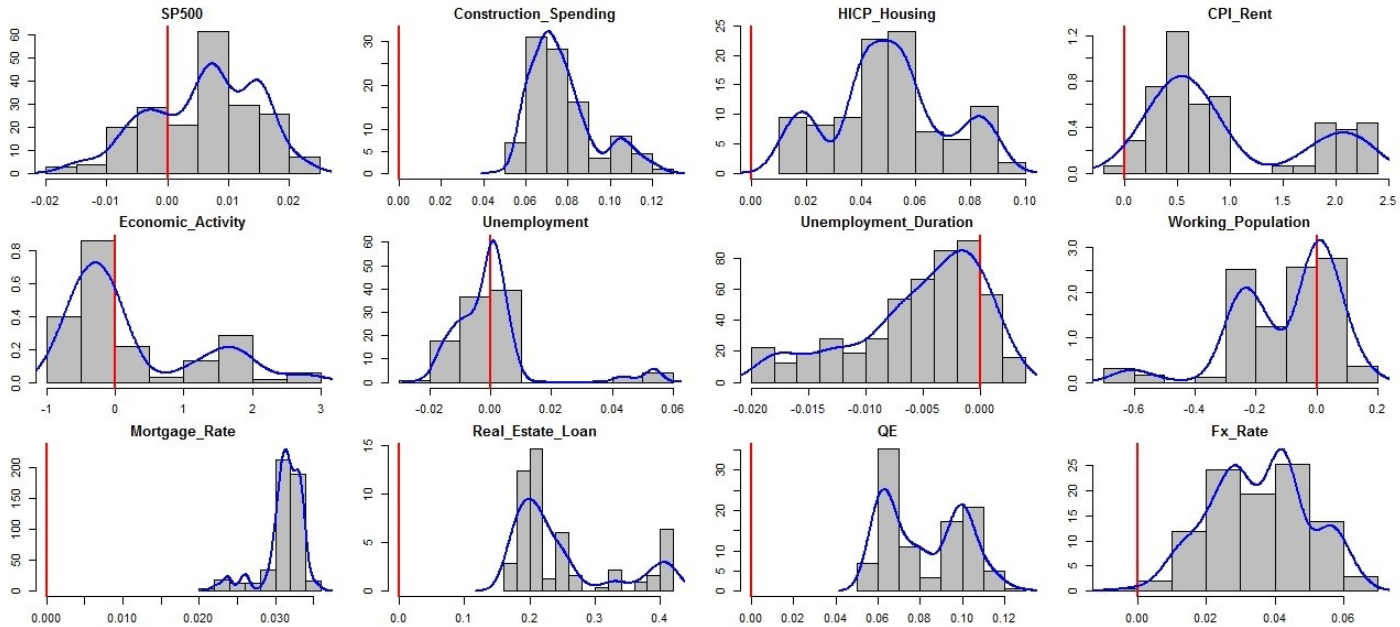 SP500 Construction_Spending HICP_Housing CPI_Rent
0 10 20 30 40 50 60
-0.02 -0.01 0.00 0.01 0.02
0 5 10 20 30
0.00 0.02 0.04 0.06 0.08 0.10 0.12
0 5 10 15 20 25
0.00 0.02 0.04 0.06 0.08 0.10
0.0 0.4 0.8 1.2
0.0 0.5 1.0 1.5 2.0 2.5
Economic_Activity Unemployment Unemployment_Duration Working_Population
0.0 0.2 0.4 0.6 0.8
-1 0 1 2 3
0 10 20 30 40 50 60
-0.02 0.00 0.02 0.04 0.06
0 20 40 60 80
-0.020 -0.015 -0.010 -0.005 0.000
0.0 1.0 2.0 3.0
-0.6 -0.4 -0.2 0.0 0.2
Mortgage_Rate Real_Estate_Loan QE Fx_Rate
0 50 100 200
0.000 0.010 0.020 0.030
0 5 10 15
0.0 0.1 0.2 0.3 0.4
0 5 10 20 30
0.00 0.02 0.04 0.06 0.08 0.10 0.12
0 5 10 15 20 25
0.00 0.02 0.04 0.06